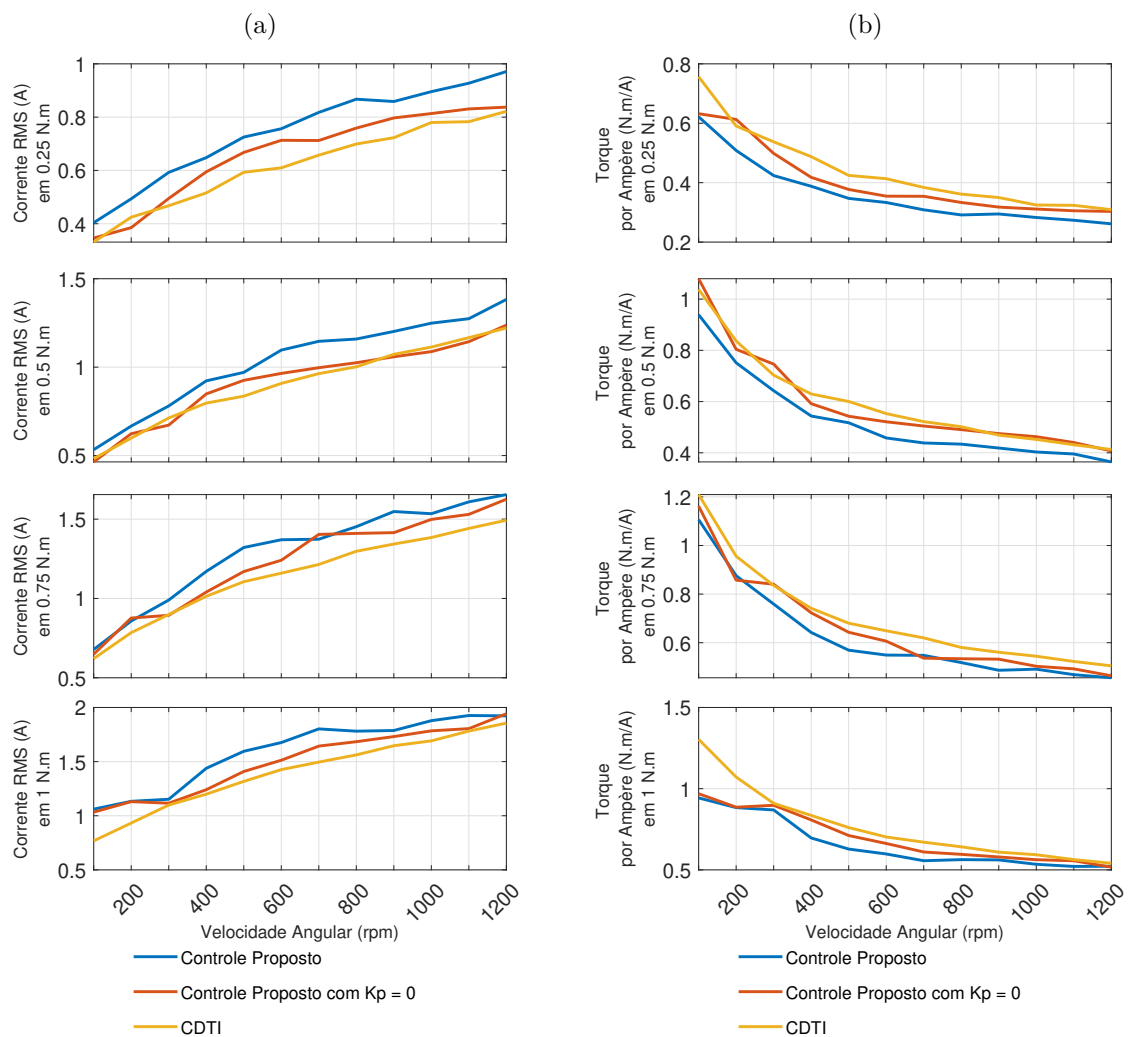 (a)
(b)
Corrente RMS (A)
em 0.25 N.m
1
0.8
0.6
0.4
Torque
por Ampère (N.m/A)
em 0.25 N.m
0.8
0.6
0.4
0.2
Corrente RMS (A)
em 0.5 N.m
1.5
1
0.5
Torque
por Ampère (N.m/A)
em 0.5 N.m
1
0.8
0.6
0.4
Corrente RMS (A)
em 0.75 N.m
1.5
1
0.5
Torque
por Ampère (N.m/A)
em 0.75 N.m
1.2
1
0.8
0.6
Corrente RMS (A)
em 1 N.m
2
1.5
1
0.5
200 400 600 800 1000 1200
Velocidade Angular (rpm)
Torque
por Ampère (N.m/A)
em 1 N.m
1.5
1
0.5
200 400 600 800 1000 1200
Velocidade Angular (rpm)
Controle Proposto
Controle Proposto com Kp = 0
CDTI
Controle Proposto
Controle Proposto com Kp = 0
CDTI